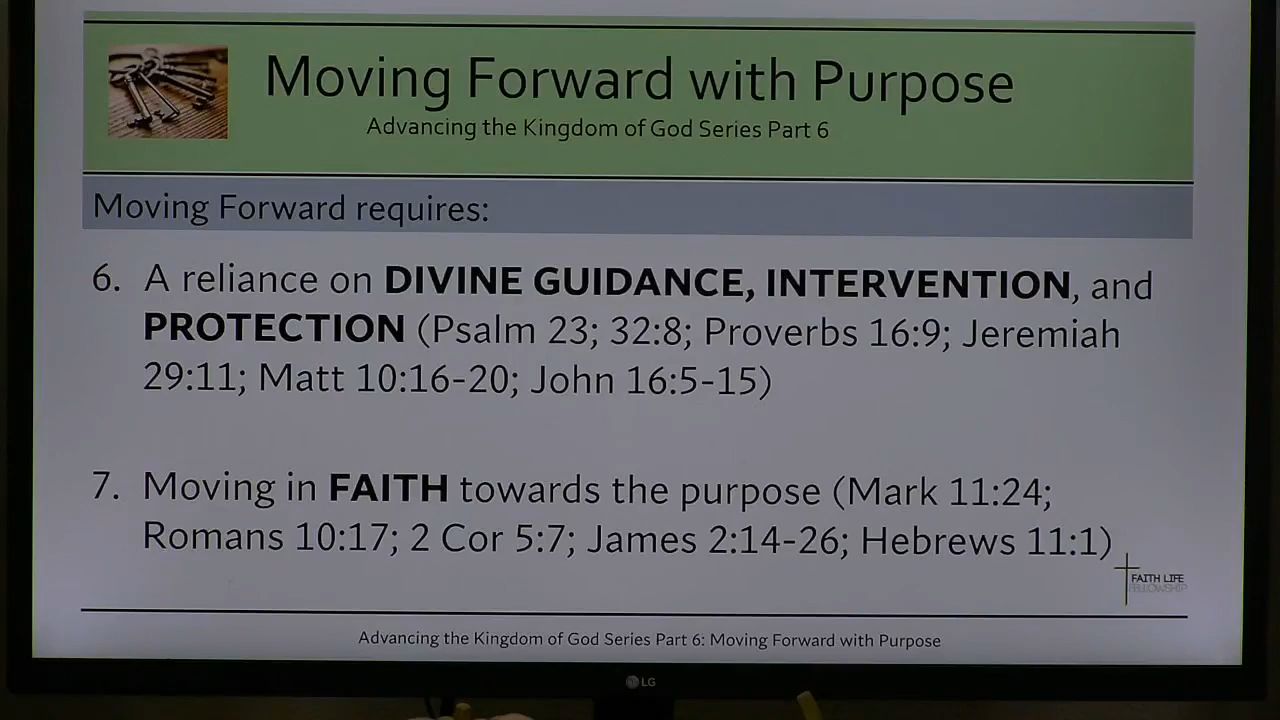 Moving Forward with Purpose
Advancing the Kingdom of God Series Part 6
Moving Forward requires:
6. A reliance on DIVINE GUIDANCE, INTERVENTION, and
PROTECTION (Psalm 23; 32:8; Proverbs 16:9; Jeremiah
29:11; Matt 10:16-20; John 16:5-15)
7. Moving in FAITH towards the purpose (Mark 11:24;
Romans 10:17; 2 Cor 5:7; James 2:14-26; Hebrews 11:1)
FAITH LIFE
FELLOWSHIP
Advancing the Kingdom of God Series Part 6: Moving Forward with Purpose
LG